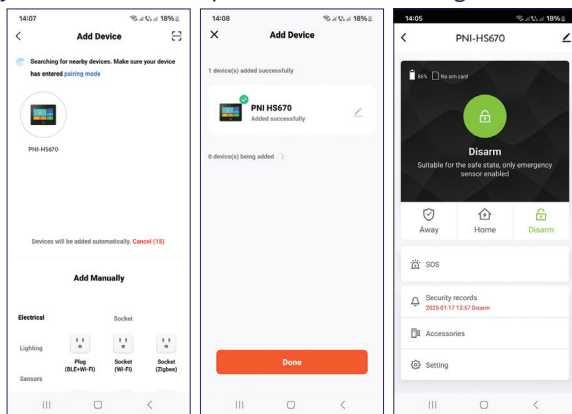 14:07
18%
Add Device
Searching for nearby devices. Make sure your device
has entered pairing mode
PNI-HS670
Devices will be added automatically. Cancel (1S)
Add Manually
Electrical
Socket
Lighting
Plug
(BLE+Wi-Fi)
Socket
(Wi-Fi)
Socket
(Zigbee)
Sensors
14:08
18%
Add Device
1 device(s) added successfully
PNI HS670
Added successfully
0 device(s) being added
Done
14:05
18%
PNI-HS670
No sim card
Disarm
Suitable for the safe state, only emergency
sensor enabled
Away
Home
Disarm
SOS
Security records
2025-01-17 13:57 Disarm
Accessories
Setting